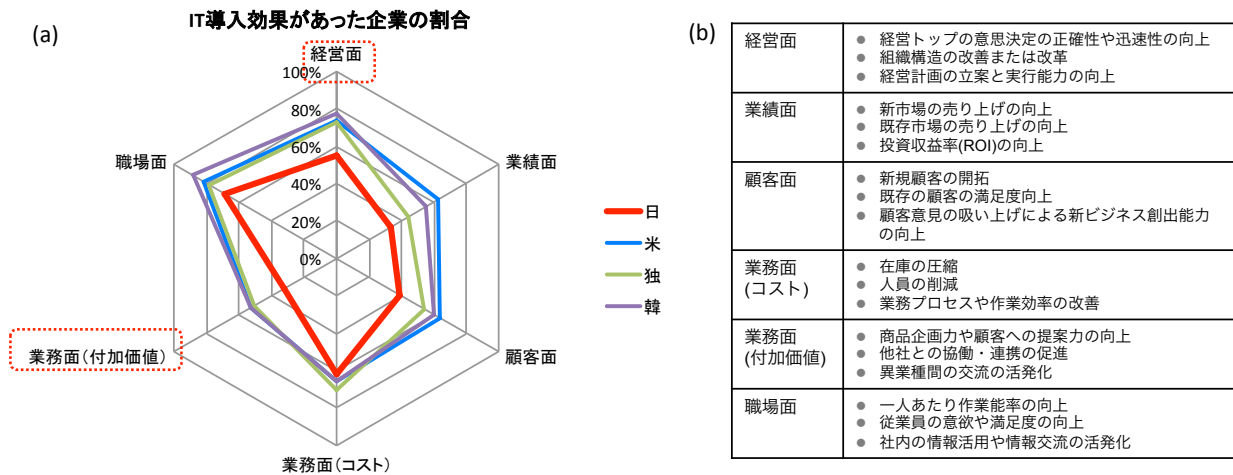 (a)
IT導入効果があった企業の割合
経営面
100%
80%
60%
40%
20%
0%
職場面
業績面
業務面(付加価値)
顧客面
業務面(コスト)
日
米
独
韓
(b)
経営面
● 経営トップの意思決定の正確性や迅速性の向上
● 組織構造の改善または改革
● 経営計画の立案と実行能力の向上
業績面
● 新市場の売り上げの向上
● 既存市場の売り上げの向上
● 投資収益率(ROI)の向上
顧客面
● 新規顧客の開拓
● 既存の顧客の満足度向上
● 顧客意見の吸い上げによる新ビジネス創出能力
の向上
業務面
(コスト)
● 在庫の圧縮
● 人員の削減
● 業務プロセスや作業効率の改善
業務面
(付加価値)
● 商品企画力や顧客への提案力の向上
● 他社との協働・連携の促進
● 異業種間の交流の活発化
職場面
● 一人あたり作業能率の向上
● 従業員の意欲や満足度の向上
● 社内の情報活用や情報交流の活発化